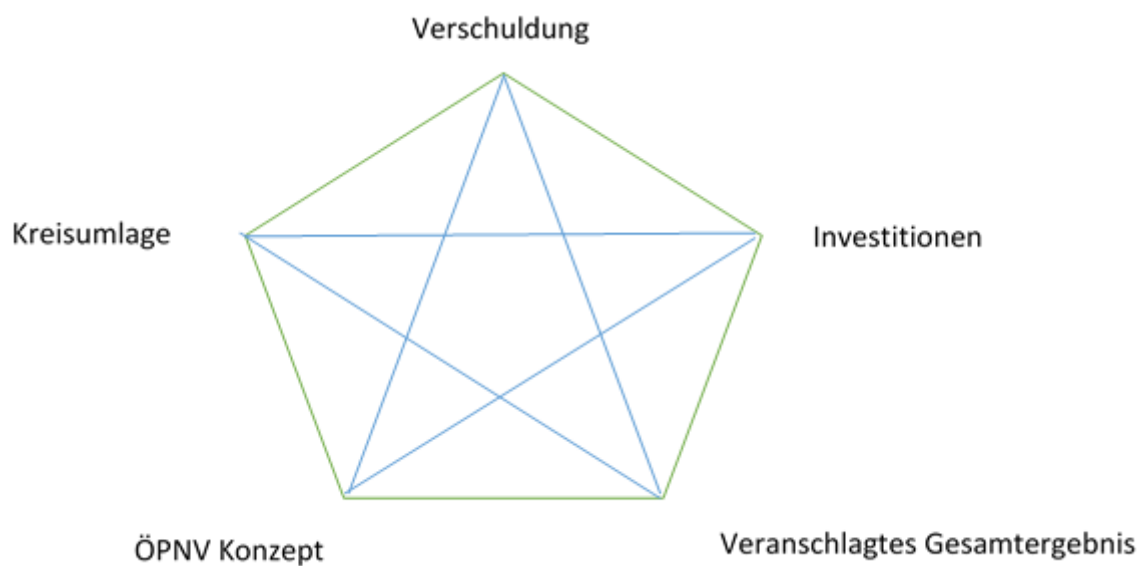 Verschuldung
Kreisumlage
Investitionen
ÖPNV Konzept
Veranschlagtes Gesamtergebnis